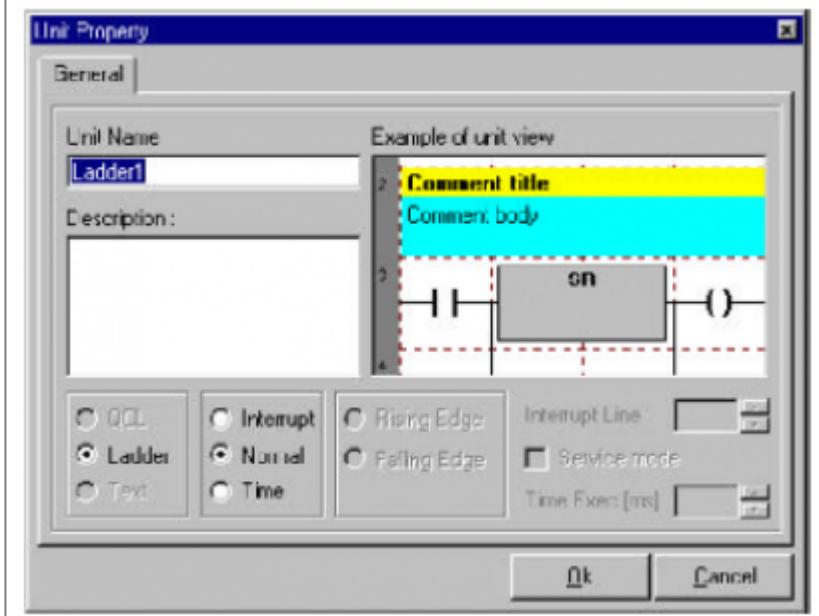 Unit Property
General
Unit Name
Ladder1
Description :
Example of unit view
2
Comment title
Comment body
3
sn
4
QCL
Ladder
Text
Interrupt
Normal
Time
Rising Edge
Falling Edge
Interrupt Line
Service mode
Time Exec [ms]
Ok
Cancel